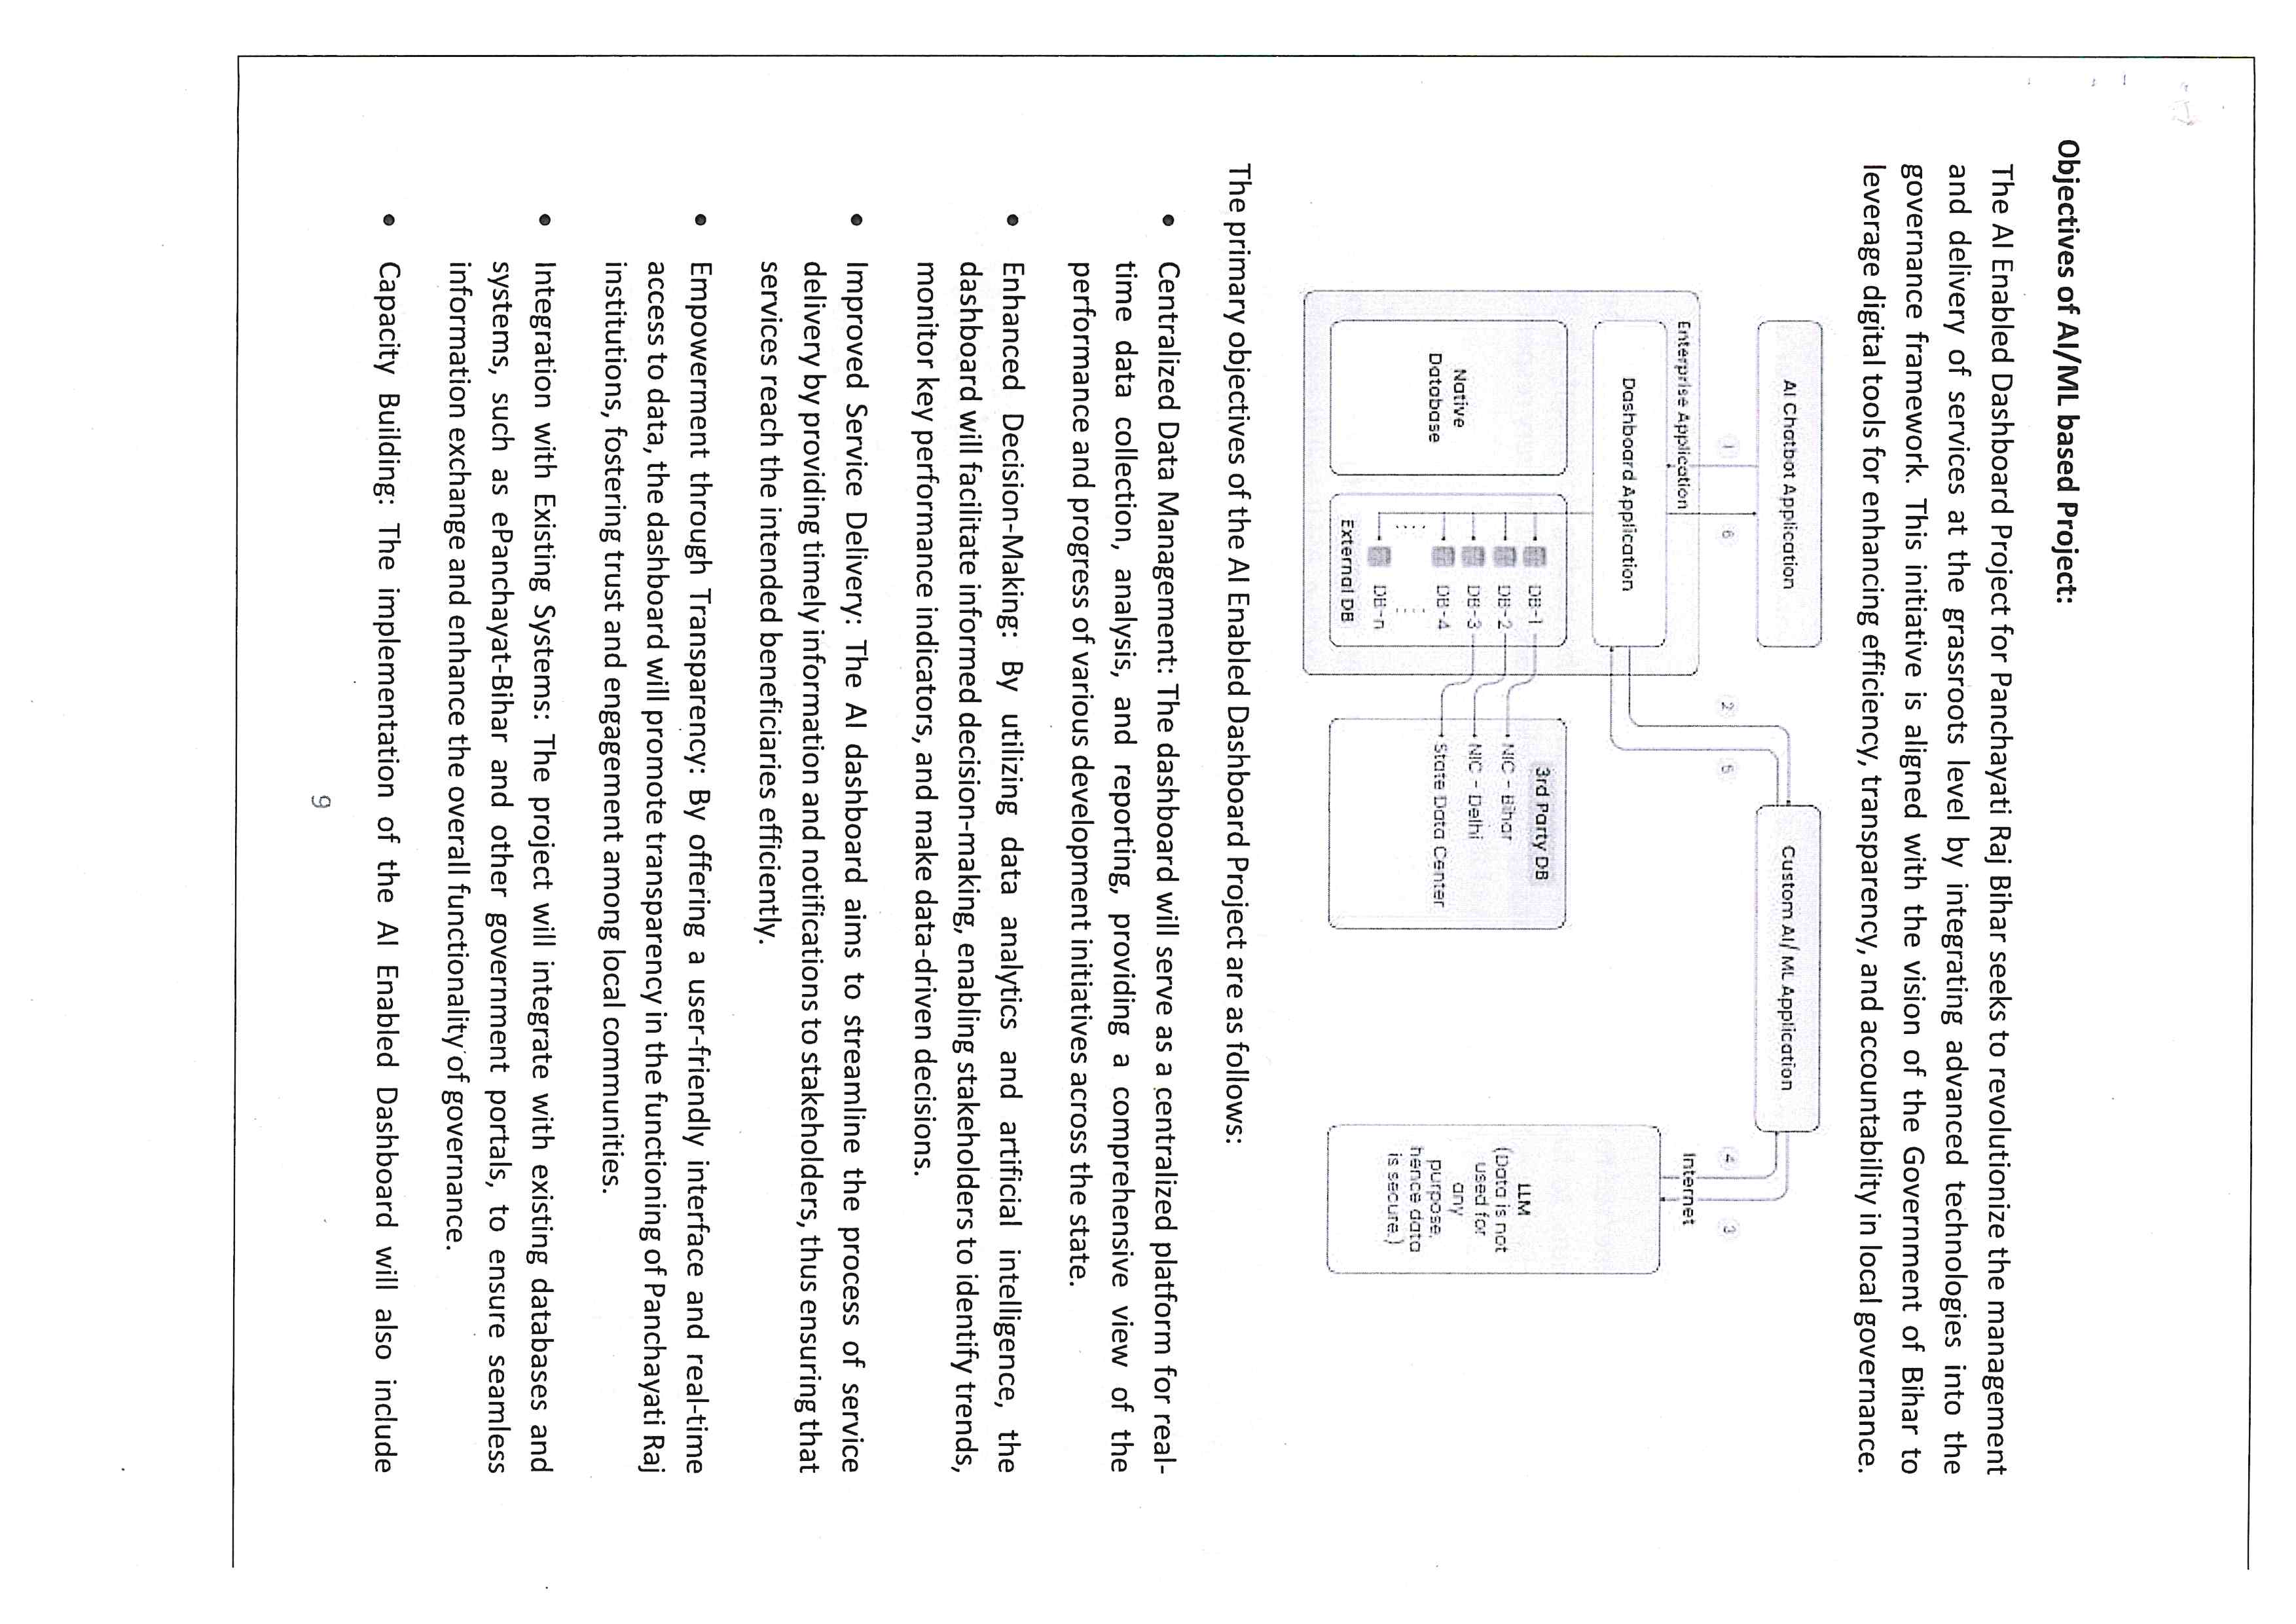 Objectives of AI/ML based Project:
The AI Enabled Dashboard Project for Panchayati Raj Bihar seeks to revolutionize the management
and delivery of services at the grassroots level by integrating advanced technologies into the
governance framework. This initiative is aligned with the vision of the Government of Bihar to
leverage digital tools for enhancing efficiency, transparency, and accountability in local governance.
AI Chatbot Application
Custom AI/ ML Application
1
6
2
5
4
3
Internet
Enterprise Application
Dashboard Application
Native
Database
DB-1
DB-2
DB-3
DB-4
DB-n
External DB
3rd Party DB
NIC - Bihar
NIC - Delhi
State Data Center
LLM
(Data is not
used for
any
purpose,
hence data
is secure.)
The primary objectives of the AI Enabled Dashboard Project are as follows:
• Centralized Data Management: The dashboard will serve as a centralized platform for real-
time data collection, analysis, and reporting, providing a comprehensive view of the
performance and progress of various development initiatives across the state.
• Enhanced Decision-Making: By utilizing data analytics and artificial intelligence, the
dashboard will facilitate informed decision-making, enabling stakeholders to identify trends,
monitor key performance indicators, and make data-driven decisions.
• Improved Service Delivery: The AI dashboard aims to streamline the process of service
delivery by providing timely information and notifications to stakeholders, thus ensuring that
services reach the intended beneficiaries efficiently.
• Empowerment through Transparency: By offering a user-friendly interface and real-time
access to data, the dashboard will promote transparency in the functioning of Panchayati Raj
institutions, fostering trust and engagement among local communities.
• Integration with Existing Systems: The project will integrate with existing databases and
systems, such as ePanchayat-Bihar and other government portals, to ensure seamless
information exchange and enhance the overall functionality of governance.
• Capacity Building: The implementation of the AI Enabled Dashboard will also include
9